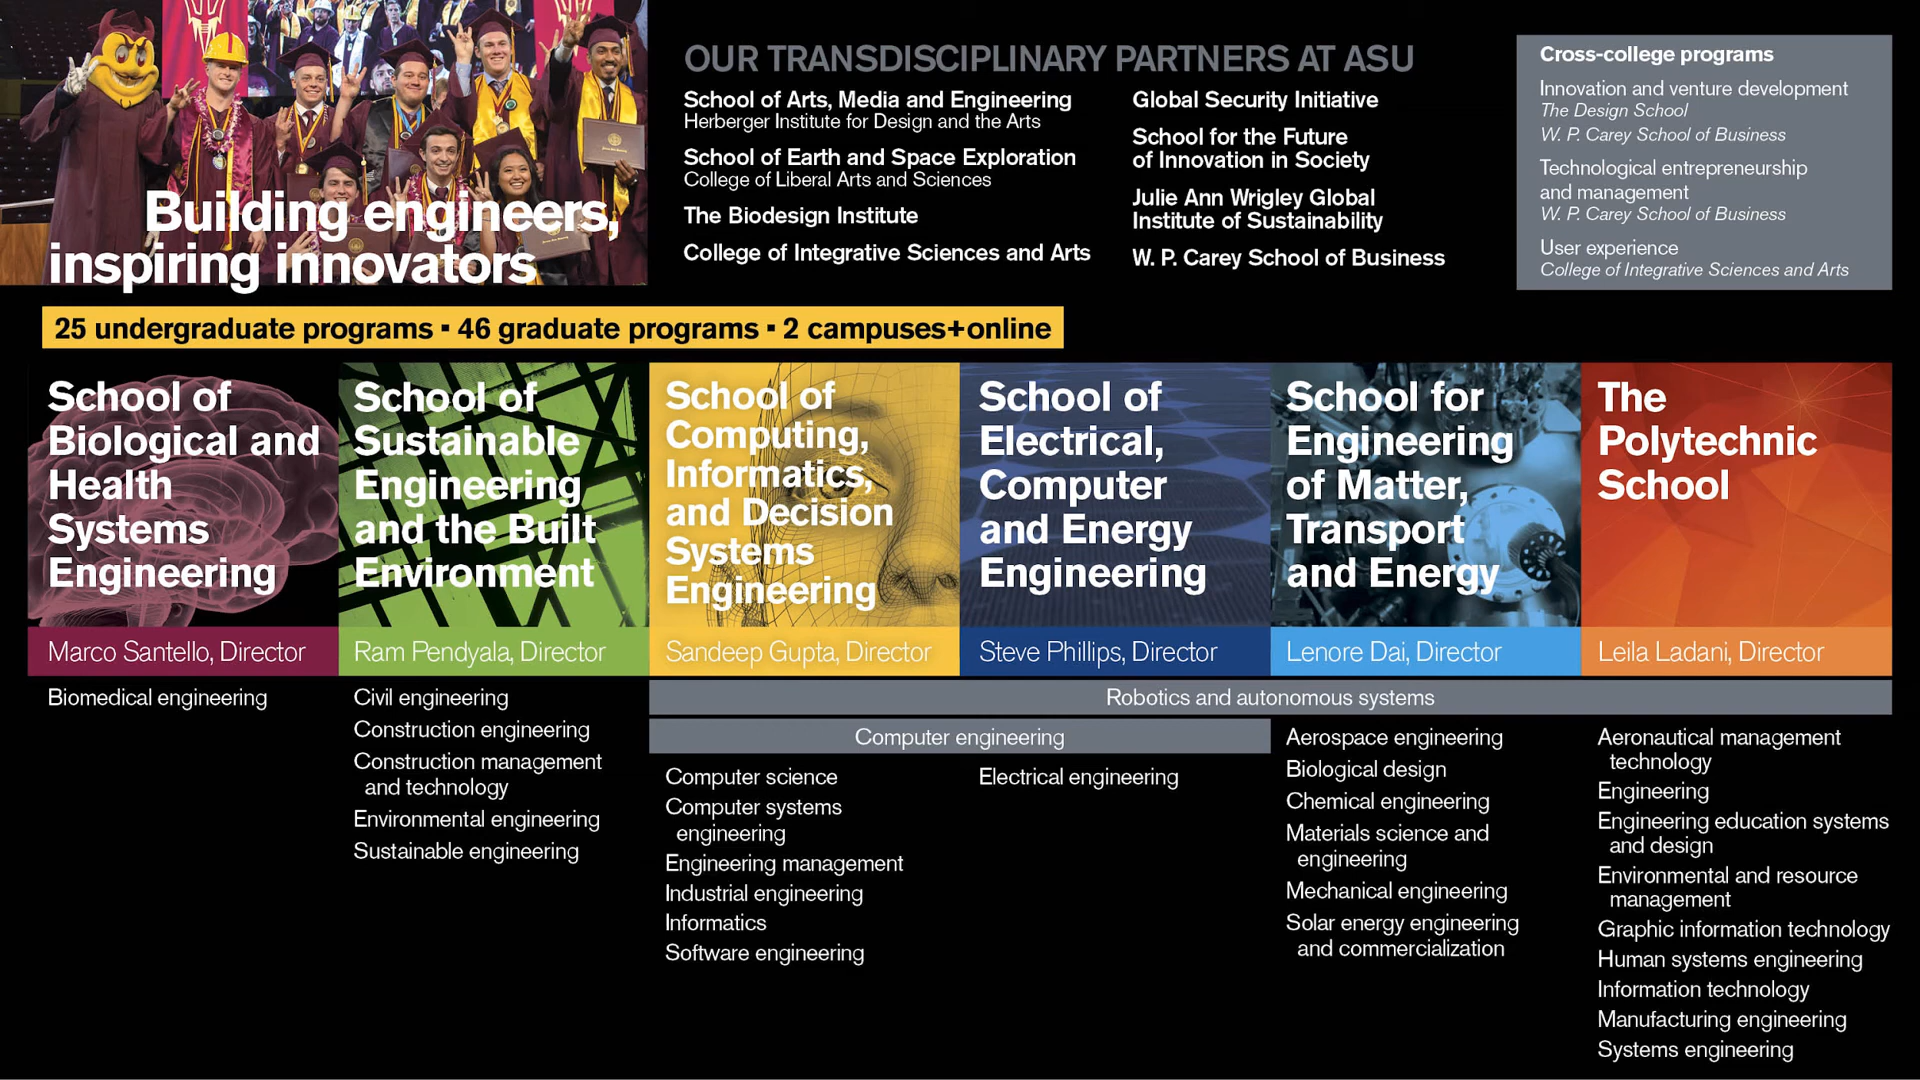 Building engineers,
inspiring innovators
OUR TRANSDISCIPLINARY PARTNERS AT ASU
School of Arts, Media and Engineering
Herberger Institute for Design and the Arts
School of Earth and Space Exploration
College of Liberal Arts and Sciences
The Biodesign Institute
College of Integrative Sciences and Arts
Global Security Initiative
School for the Future
of Innovation in Society
Julie Ann Wrigley Global
Institute of Sustainability
W. P. Carey School of Business
Cross-college programs
Innovation and venture development
The Design School
W. P. Carey School of Business
Technological entrepreneurship
and management
W. P. Carey School of Business
User experience
College of Integrative Sciences and Arts
25 undergraduate programs ▪ 46 graduate programs ▪ 2 campuses+online
School of
Biological and
Health
Systems
Engineering
Marco Santello, Director
Biomedical engineering
School of
Sustainable
Engineering
and the Built
Environment
Ram Pendyala, Director
Civil engineering
Construction engineering
Construction management
and technology
Environmental engineering
Sustainable engineering
School of
Computing,
Informatics,
and Decision
Systems
Engineering
Sandeep Gupta, Director
School of
Electrical,
Computer
and Energy
Engineering
Steve Phillips, Director
School for
Engineering
of Matter,
Transport
and Energy
Lenore Dai, Director
The
Polytechnic
School
Leila Ladani, Director
Robotics and autonomous systems
Computer engineering
Computer science
Computer systems
engineering
Engineering management
Industrial engineering
Informatics
Software engineering
Electrical engineering
Aerospace engineering
Biological design
Chemical engineering
Materials science and
engineering
Mechanical engineering
Solar energy engineering
and commercialization
Aeronautical management
technology
Engineering
Engineering education systems
and design
Environmental and resource
management
Graphic information technology
Human systems engineering
Information technology
Manufacturing engineering
Systems engineering